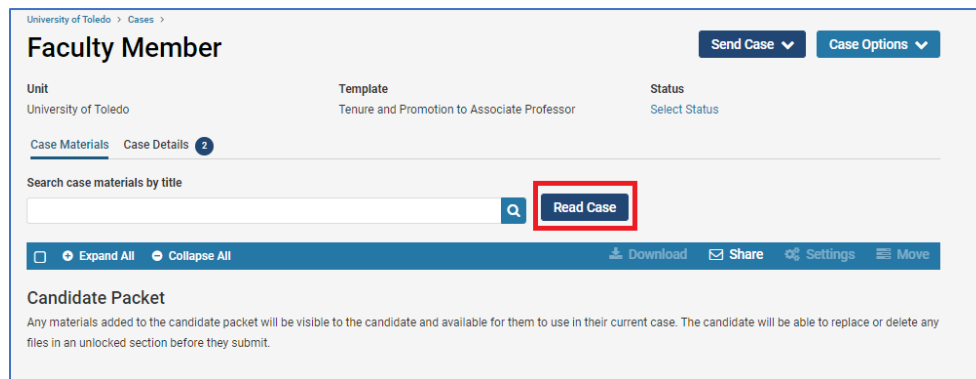 University of Toledo > Cases >
Faculty Member
Send Case
Case Options
Unit
Template
Status
University of Toledo
Tenure and Promotion to Associate Professor
Select Status
Case Materials
Case Details 2
Search case materials by title
Read Case
Expand All
Collapse All
Download
Share
Settings
Move
Candidate Packet
Any materials added to the candidate packet will be visible to the candidate and available for them to use in their current case. The candidate will be able to replace or delete any
files in an unlocked section before they submit.